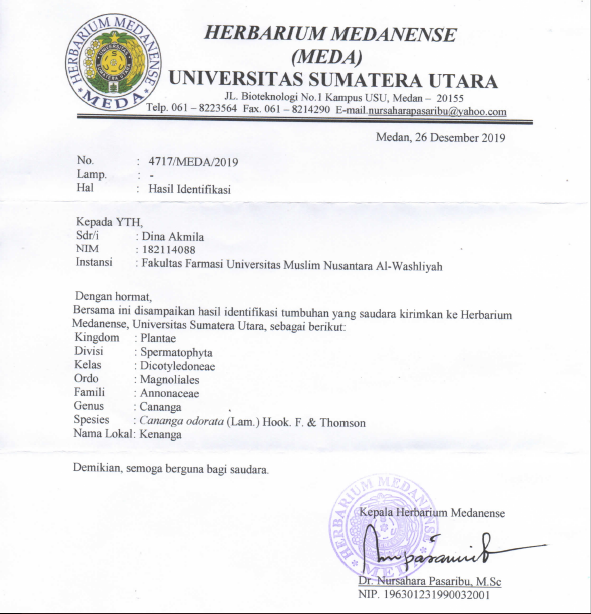 HERBARIUM MEDANENSE
(MEDA)
UNIVERSITAS SUMATERA UTARA
JL. Bioteknologi No.1 Kampus USU, Medan – 20155
Telp. 061 – 8223564 Fax. 061 – 8214290 E-mail.nursaharapasaribu@yahoo.com
HERBARIUM MEDANENSE
MEDA
Medan, 26 Desember 2019
No. : 4717/MEDA/2019
Lamp. : -
Hal : Hasil Identifikasi
Kepada YTH,
Sdr/i : Dina Akmila
NIM : 182114088
Instansi : Fakultas Farmasi Universitas Muslim Nusantara Al-Washliyah
Dengan hormat,
Bersama ini disampaikan hasil identifikasi tumbuhan yang saudara kirimkan ke Herbarium
Medanense, Universitas Sumatera Utara, sebagai berikut:
Kingdom : Plantae
Divisi : Spermatophyta
Kelas : Dicotyledoneae
Ordo : Magnoliales
Famili : Annonaceae
Genus : Cananga
Spesies : Cananga odorata (Lam.) Hook. F. & Thomson
Nama Lokal: Kenanga
Demikian, semoga berguna bagi saudara.
Kepala Herbarium Medanense
HERBARIUM MEDANENSE
MEDA
Dr. Nursahara Pasaribu, M.Sc
NIP. 196301231990032001